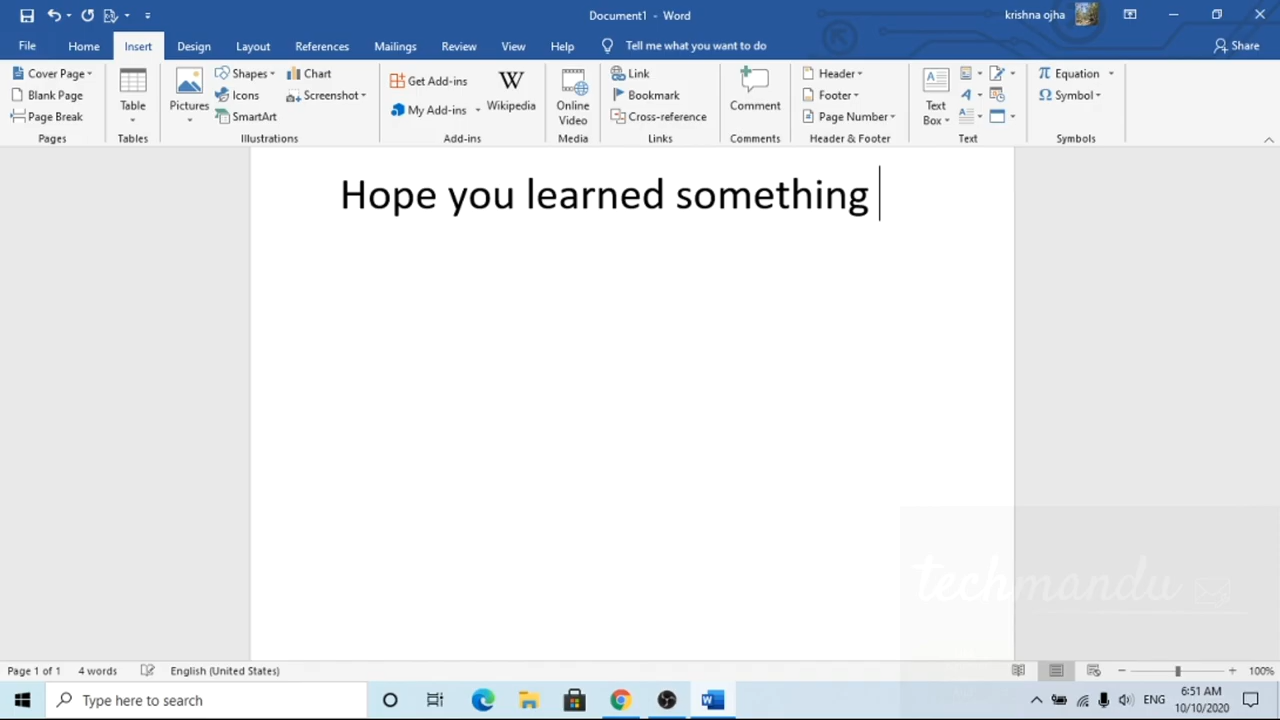 Document1 - Word
krishna ojha
File Home Insert Design Layout References Mailings Review View Help Tell me what you want to do Share
Cover Page
Blank Page
Page Break
Pages
Table
Tables
Pictures
Shapes
Icons
SmartArt
Chart
Screenshot
Illustrations
Get Add-ins
My Add-ins
W
Wikipedia
Add-ins
Online
Video
Media
Link
Bookmark
Cross-reference
Links
Comment
Comments
Header
Footer
Page Number
Header & Footer
A
Text
Box
A
A
Text
π Equation
Ω Symbol
Symbols
Hope you learned something
techmandu
Page 1 of 1 4 words English (United States) 100%
Type here to search
W
ENG
6:51 AM
10/10/2020